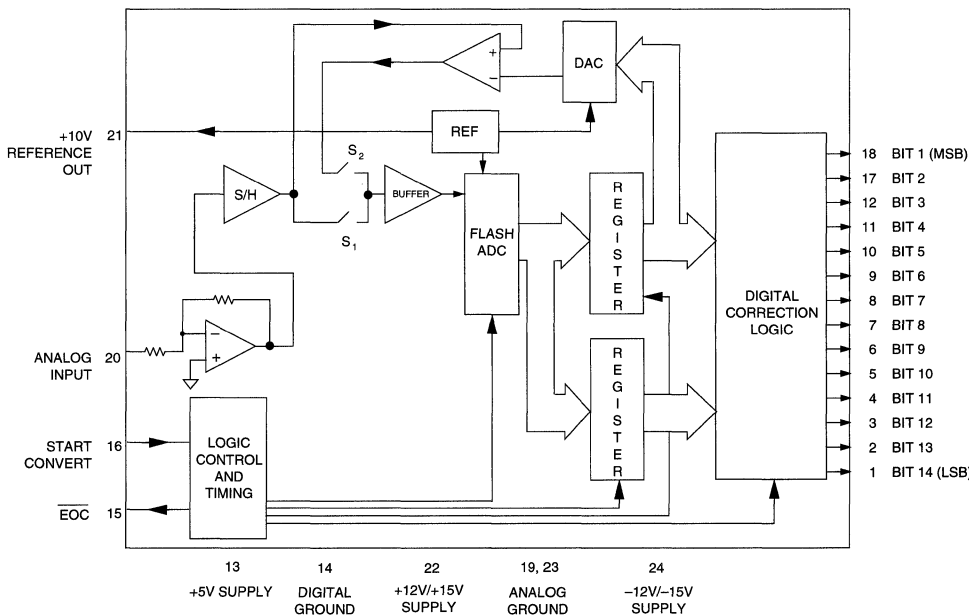 +
−
DAC
+10V
REFERENCE
OUT
21
REF
S2
S/H
BUFFER
S1
FLASH
ADC
REGISTER
REGISTER
DIGITAL
CORRECTION
LOGIC
18 BIT 1 (MSB)
17 BIT 2
12 BIT 3
11 BIT 4
10 BIT 5
9 BIT 6
8 BIT 7
7 BIT 8
6 BIT 9
5 BIT 10
4 BIT 11
3 BIT 12
2 BIT 13
1 BIT 14 (LSB)
−
+
ANALOG
INPUT
20
START
CONVERT
16
EOC
15
LOGIC
CONTROL
AND
TIMING
13
+5V SUPPLY
14
DIGITAL
GROUND
22
+12V/+15V
SUPPLY
19, 23
ANALOG
GROUND
24
−12V/−15V
SUPPLY